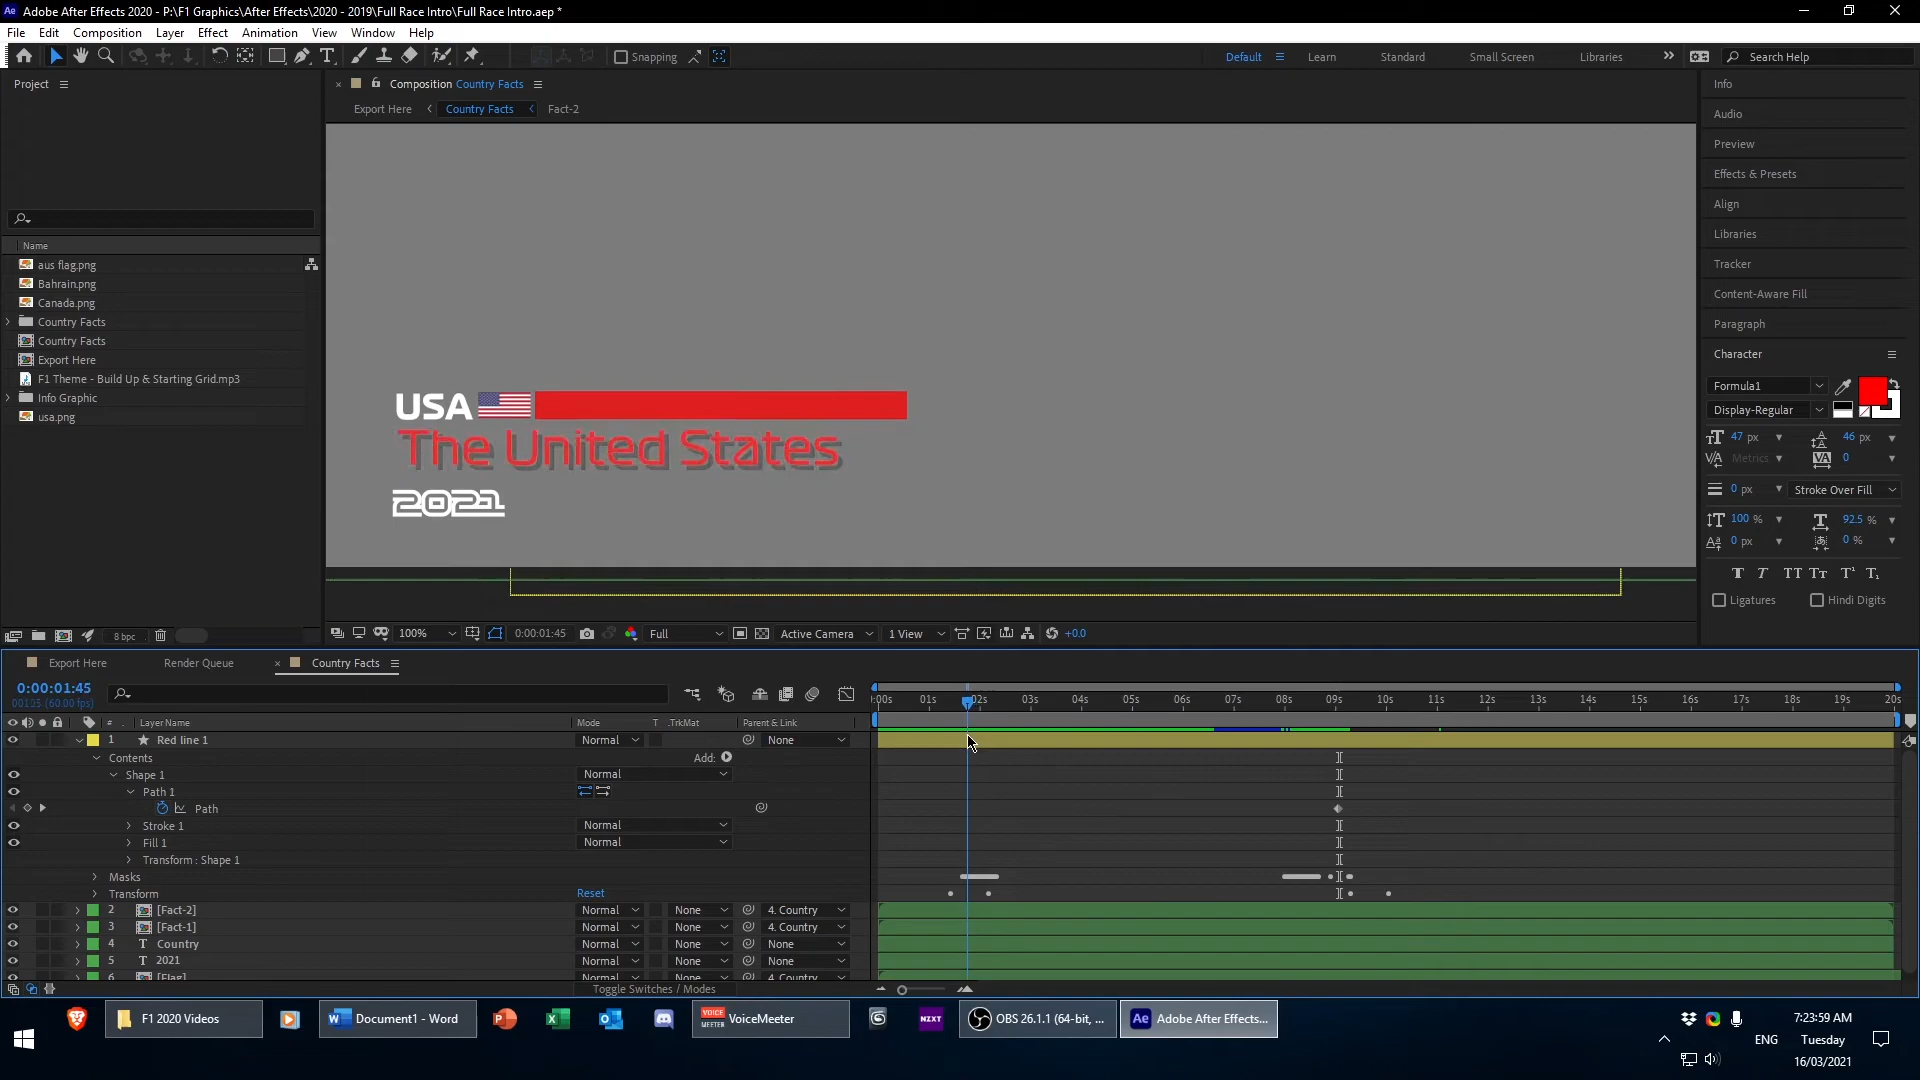 Adobe After Effects 2020 - P:\F1 Graphics\After Effects\2020 - 2019\Full Race Intro\Full Race Intro.aep *
File Edit Composition Layer Effect Animation View Window Help
Snapping
Default Learn Standard Small Screen Libraries Search Help
Project
Composition Country Facts
Export Here Country Facts Fact-2
Name
aus flag.png
Bahrain.png
Canada.png
Country Facts
Country Facts
Export Here
F1 Theme - Build Up & Starting Grid.mp3
Info Graphic
usa.png
8 bpc
USA
The United States
2021
100% 0:00:01:45 Full Active Camera 1 View +0.0
Info
Audio
Preview
Effects & Presets
Align
Libraries
Tracker
Content-Aware Fill
Paragraph
Character
Formula1
Display-Regular
47 px 46 px
Metrics 0
0 px Stroke Over Fill
100 % 92.5 %
0 px 0 %
Ligatures Hindi Digits
Export Here Render Queue Country Facts
0:00:01:45
00105 (60.00 fps)
:00s 01s 02s 03s 04s 05s 06s 07s 08s 09s 10s 11s 12s 13s 14s 15s 16s 17s 18s 19s 20s
# Layer Name Mode T .TrkMat Parent & Link
1 Red line 1 Normal None
Contents Add:
Shape 1 Normal
Path 1
Path
Stroke 1 Normal
Fill 1 Normal
Transform : Shape 1
Masks
Transform Reset
2 [Fact-2] Normal None 4. Country
3 [Fact-1] Normal None 4. Country
4 Country Normal None None
5 2021 Normal None None
6 [Flag] Normal None 4. Country
Toggle Switches / Modes
F1 2020 Videos Document1 - Word VoiceMeeter NZXT OBS 26.1.1 (64-bit, ... Adobe After Effects...
ENG
7:23:59 AM
Tuesday
16/03/2021